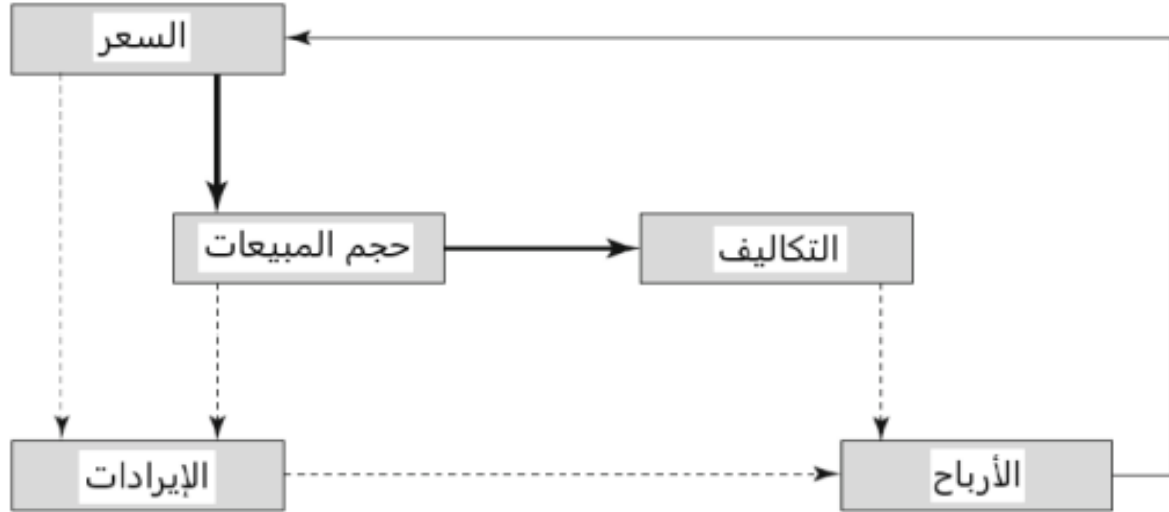 السعر
حجم المبيعات
التكاليف
الإيرادات
الأرباح